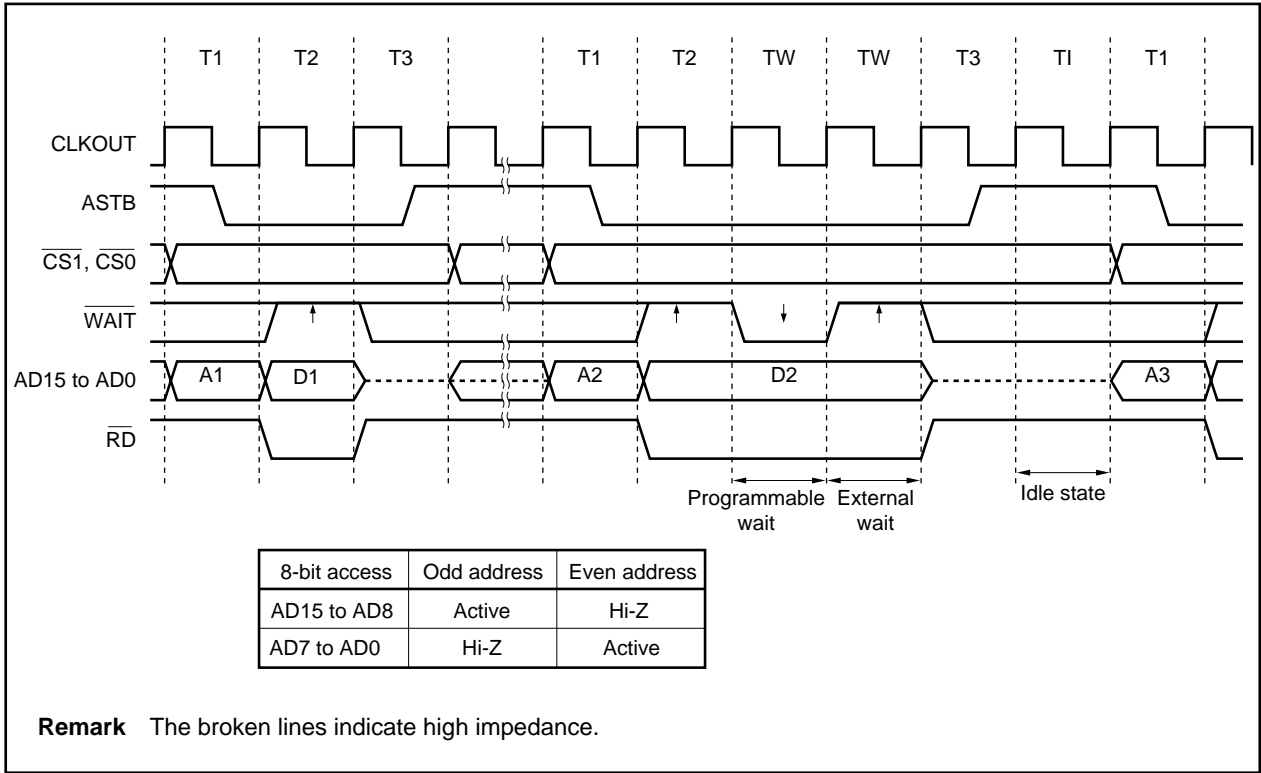 T1 T2 T3 T1 T2 TW TW T3 TI T1
CLKOUT
ASTB
CS1, CS0
WAIT
AD15 to AD0 A1 D1 A2 D2 A3
RD
Programmable wait
External wait
Idle state
8-bit access Odd address Even address
AD15 to AD8 Active Hi-Z
AD7 to AD0 Hi-Z Active
Remark The broken lines indicate high impedance.